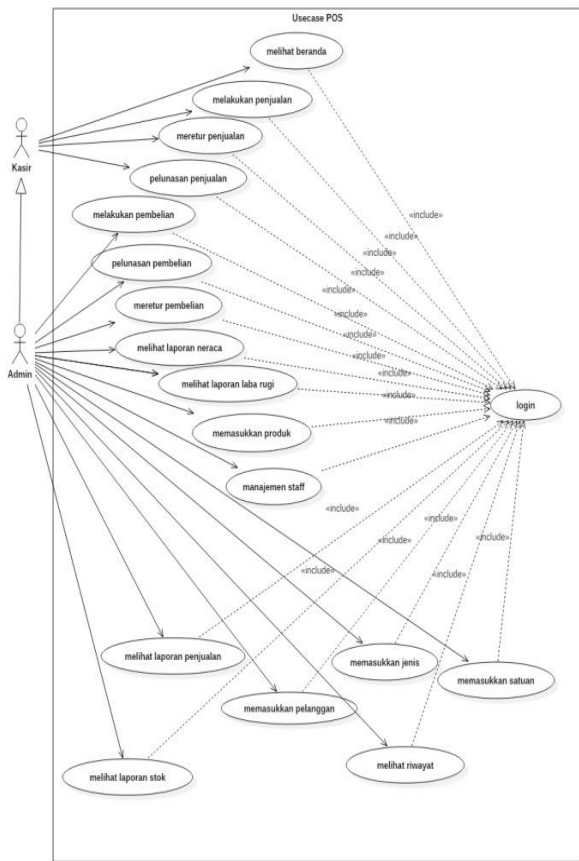 Usecase POS
melihat beranda
melakukan penjualan
meretur penjualan
Kasir
pelunasan penjualan
melakukan pembelian
«include»
«include»
«include»
pelunasan pembelian
«include»
«include»
meretur pembelian
«include»
«include»
melihat laporan neraca
«include»
Admin
melihat laporan laba rugi
«include»
«include»
login
memasukkan produk
manajemen staff
«include»
«include»
«include»
«include»
«include»
melihat laporan penjualan
memasukkan jenis
memasukkan satuan
memasukkan pelanggan
melihat laporan stok
melihat riwayat